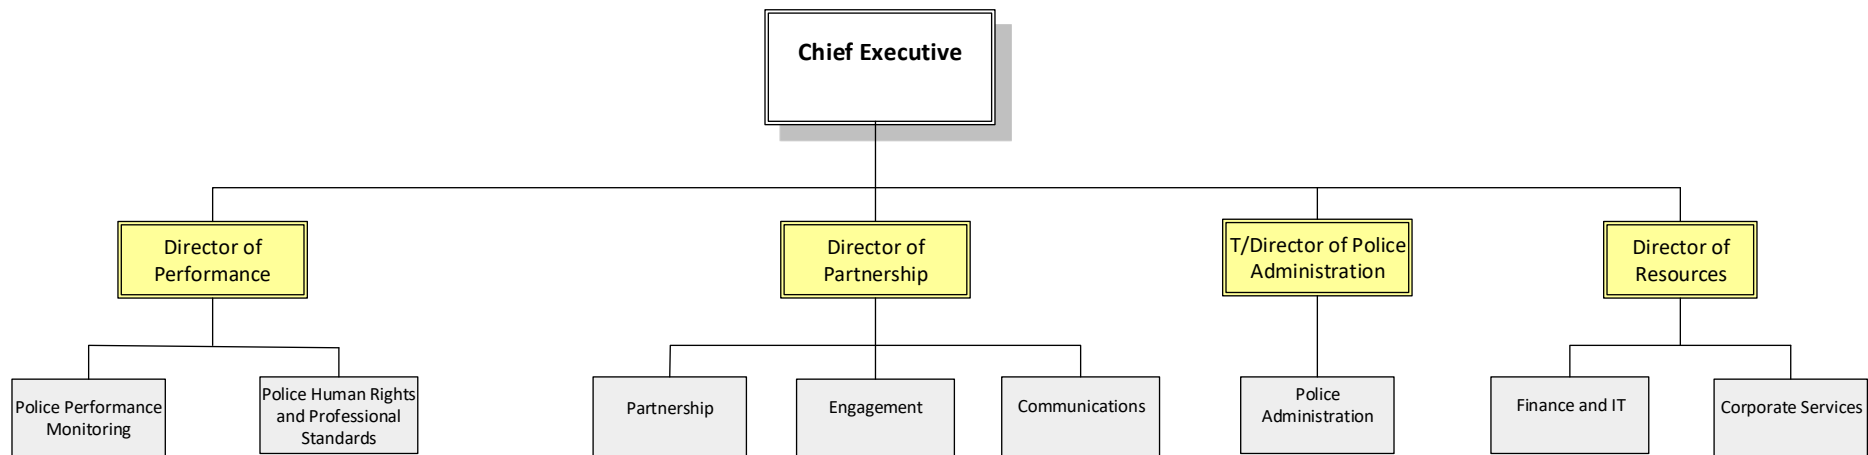 Chief Executive
Director of
Performance
Director of
Partnership
T/Director of Police
Administration
Director of
Resources
Police Performance
Monitoring
Police Human Rights
and Professional
Standards
Partnership
Engagement
Communications
Police
Administration
Finance and IT
Corporate Services